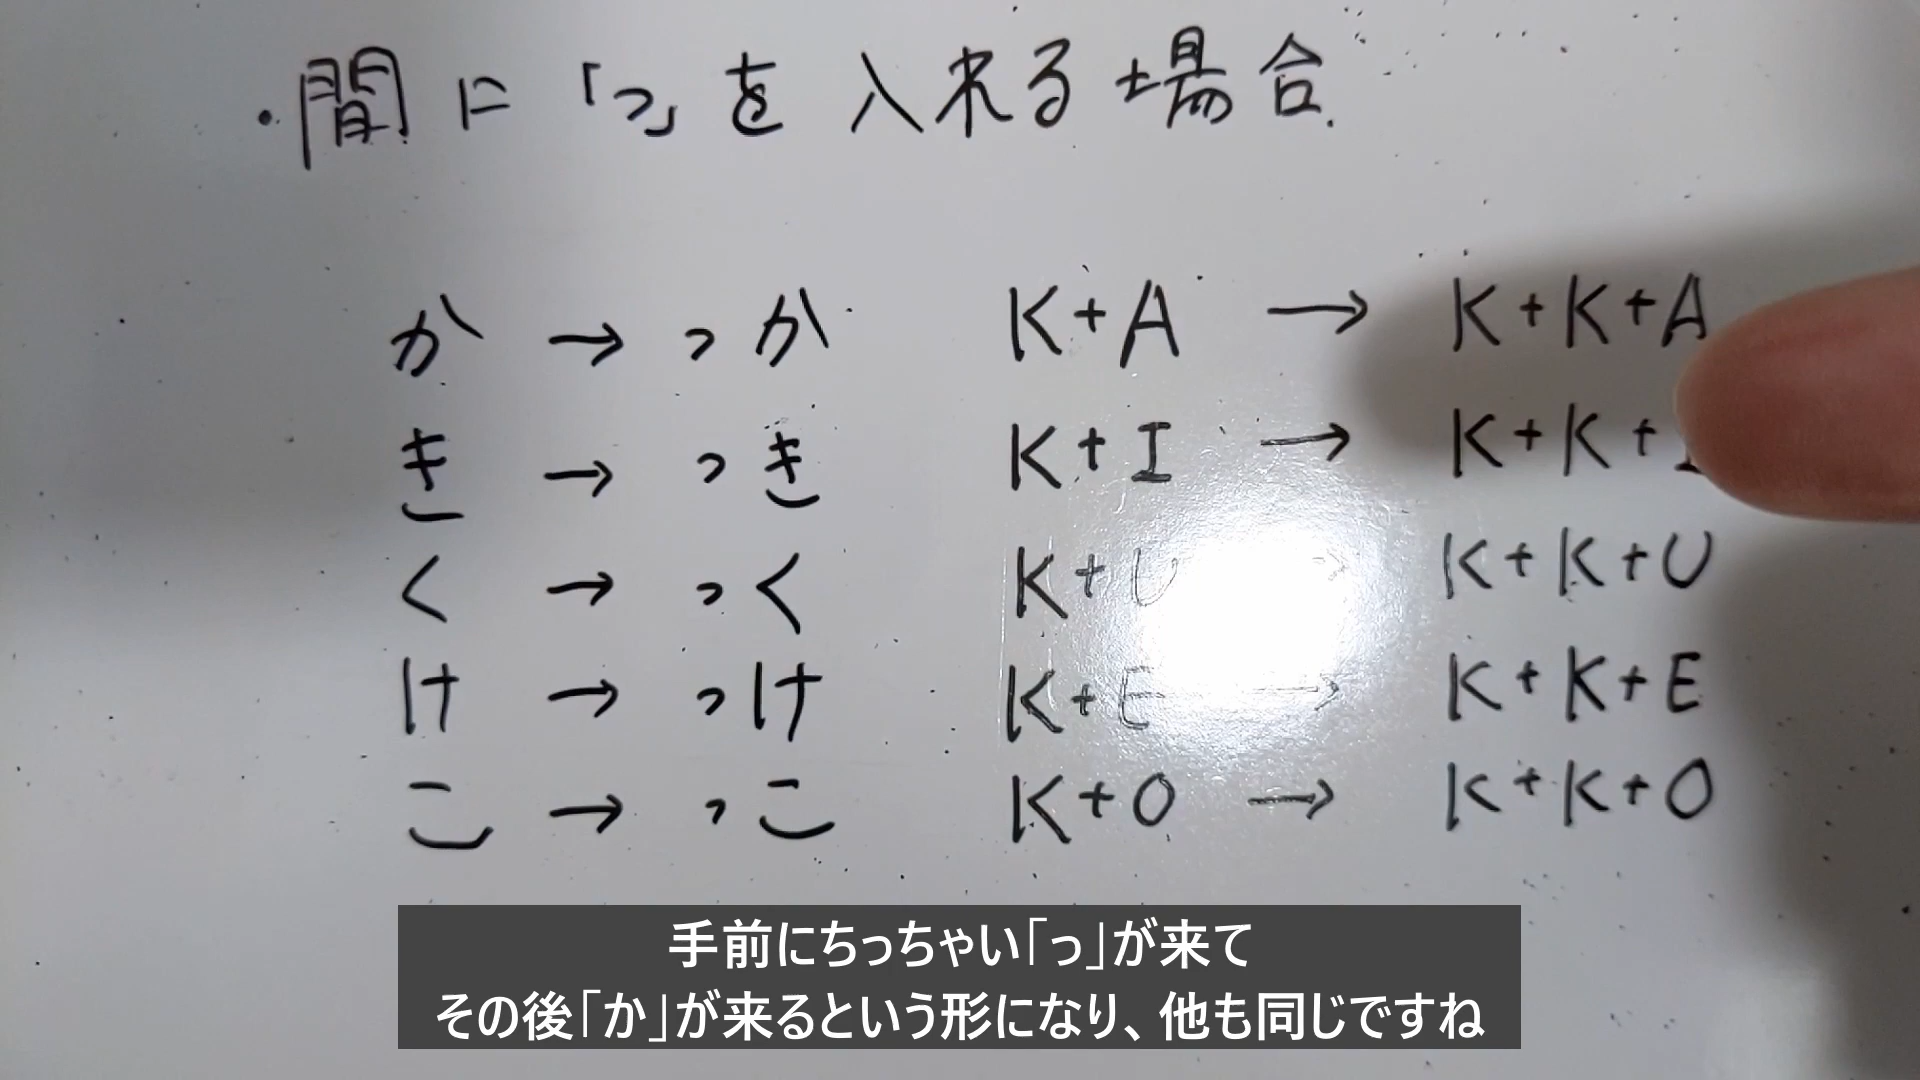 ・間に「っ」を入れる場合.
か → っか K+A → K+K+A
き → っき K+I → K+K+I
く → っく K+U → K+K+U
け → っけ K+E → K+K+E
こ → っこ K+O → K+K+O
手前にちっちゃい「っ」が来て
その後「か」が来るという形になり、他も同じですね